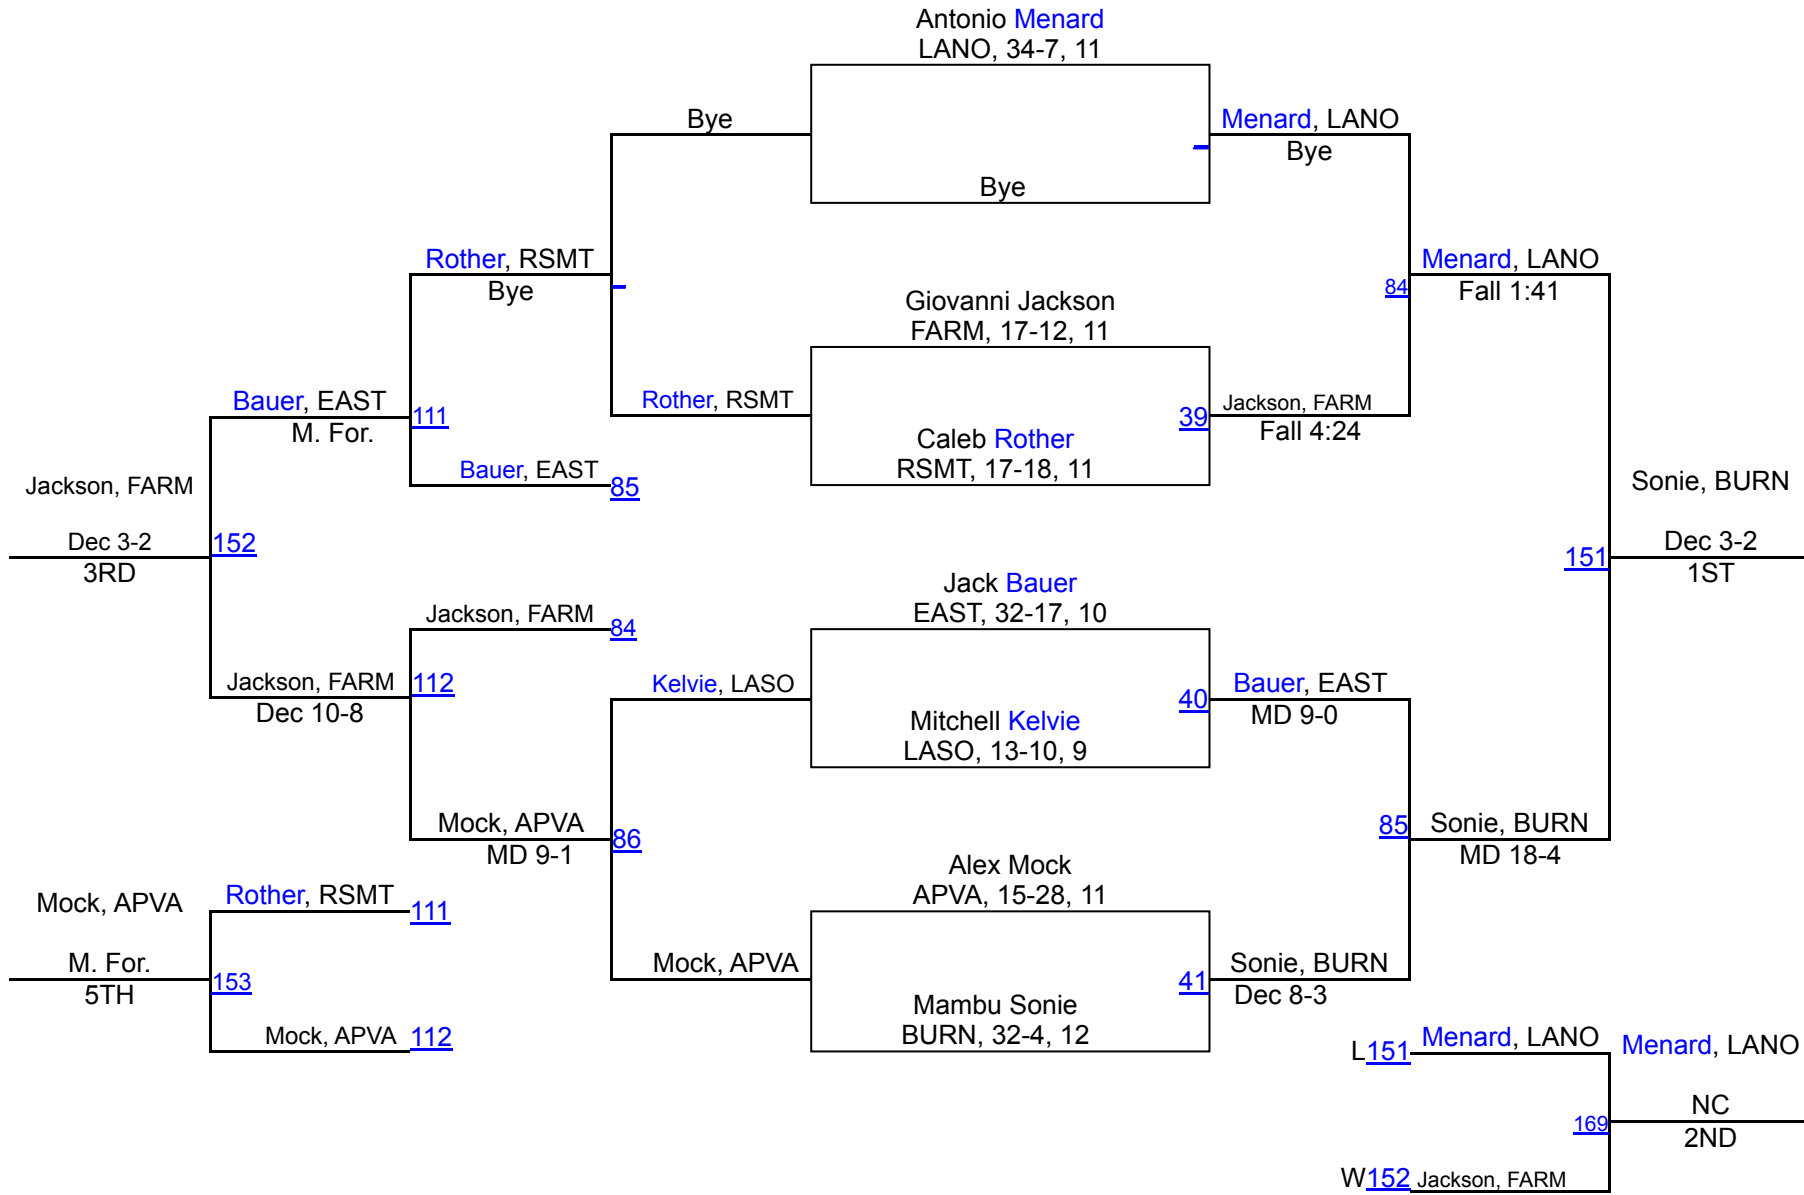 Antonio Menard
LANO, 34-7, 11
Bye
Menard, LANO
Bye
Bye
Rother, RSMT
Bye
Menard, LANO
84
Fall 1:41
Giovanni Jackson
FARM, 17-12, 11
Bauer, EAST
M. For.
111
Rother, RSMT
39
Jackson, FARM
Fall 4:24
Caleb Rother
RSMT, 17-18, 11
Bauer, EAST
85
Jackson, FARM
Sonie, BURN
Dec 3-2
3RD
152
151
Dec 3-2
1ST
Jack Bauer
EAST, 32-17, 10
Jackson, FARM
84
Jackson, FARM
Dec 10-8
112
Kelvie, LASO
40
Bauer, EAST
MD 9-0
Mitchell Kelvie
LASO, 13-10, 9
Mock, APVA
MD 9-1
86
85
Sonie, BURN
MD 18-4
Alex Mock
APVA, 15-28, 11
Mock, APVA
Rother, RSMT
111
M. For.
5TH
153
Mock, APVA
41
Sonie, BURN
Dec 8-3
Mambu Sonie
BURN, 32-4, 12
Mock, APVA 112
L151 Menard, LANO
Menard, LANO
NC
169
2ND
W152 Jackson, FARM